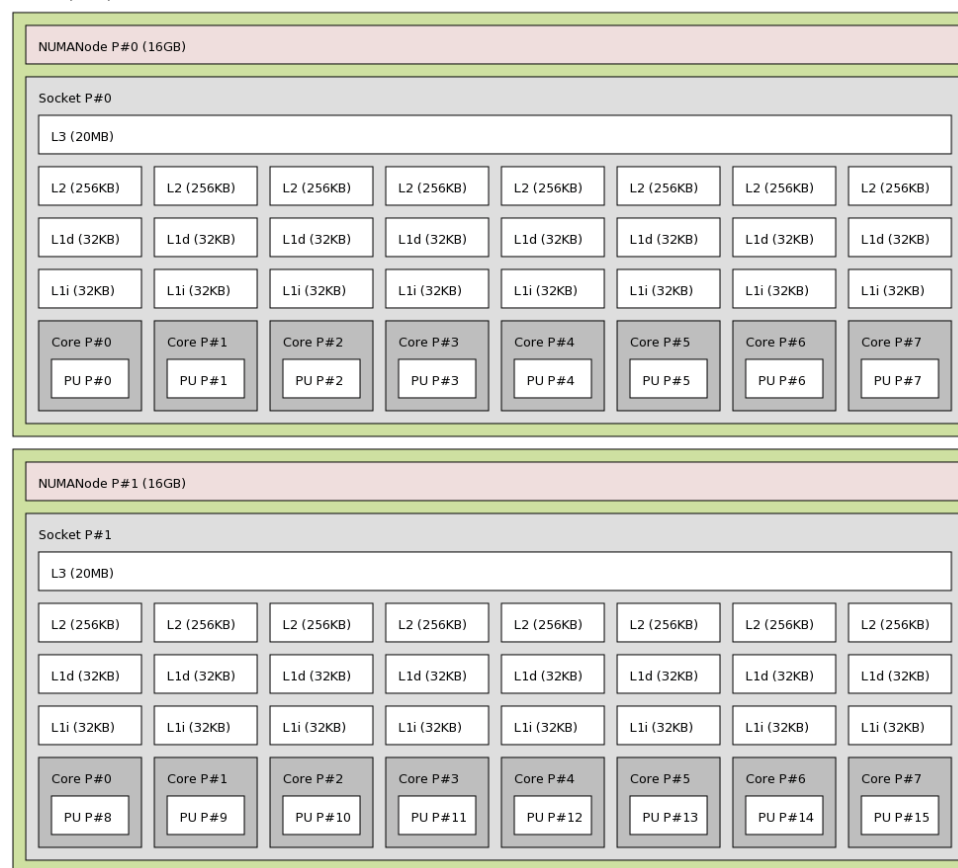 NUMANode P#0 (16GB)
Socket P#0
L3 (20MB)
L2 (256KB) L2 (256KB) L2 (256KB) L2 (256KB) L2 (256KB) L2 (256KB) L2 (256KB) L2 (256KB)
L1d (32KB) L1d (32KB) L1d (32KB) L1d (32KB) L1d (32KB) L1d (32KB) L1d (32KB) L1d (32KB)
L1i (32KB) L1i (32KB) L1i (32KB) L1i (32KB) L1i (32KB) L1i (32KB) L1i (32KB) L1i (32KB)
Core P#0 Core P#1 Core P#2 Core P#3 Core P#4 Core P#5 Core P#6 Core P#7
PU P#0 PU P#1 PU P#2 PU P#3 PU P#4 PU P#5 PU P#6 PU P#7
NUMANode P#1 (16GB)
Socket P#1
L3 (20MB)
L2 (256KB) L2 (256KB) L2 (256KB) L2 (256KB) L2 (256KB) L2 (256KB) L2 (256KB) L2 (256KB)
L1d (32KB) L1d (32KB) L1d (32KB) L1d (32KB) L1d (32KB) L1d (32KB) L1d (32KB) L1d (32KB)
L1i (32KB) L1i (32KB) L1i (32KB) L1i (32KB) L1i (32KB) L1i (32KB) L1i (32KB) L1i (32KB)
Core P#0 Core P#1 Core P#2 Core P#3 Core P#4 Core P#5 Core P#6 Core P#7
PU P#8 PU P#9 PU P#10 PU P#11 PU P#12 PU P#13 PU P#14 PU P#15